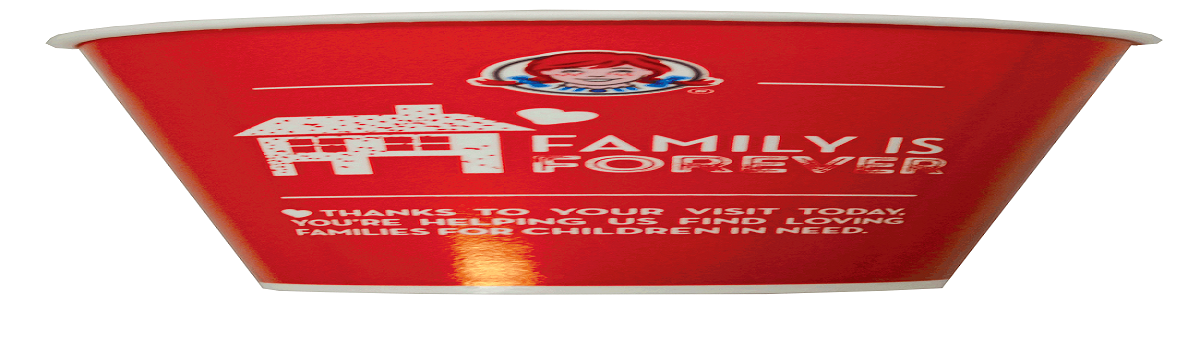 FAMILY IS
FOREVER
THANKS TO YOUR VISIT TODAY,
YOU'RE HELPING US FIND LOVING
FAMILIES FOR CHILDREN IN NEED.